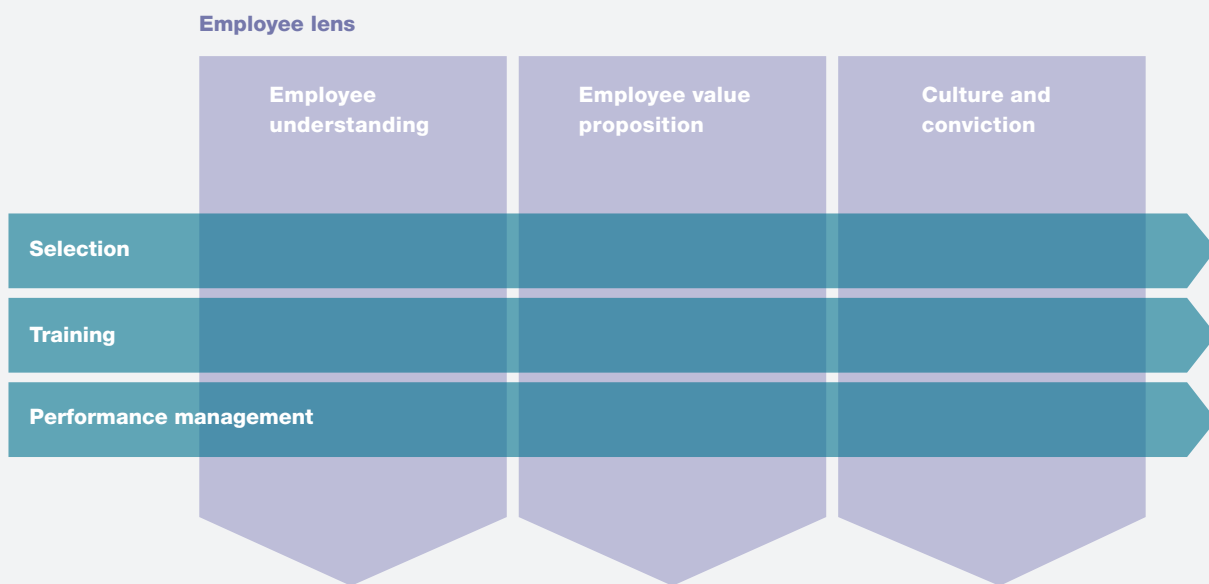 Employee lens
Employee
understanding
Employee value
proposition
Culture and
conviction
Selection
Training
Performance management